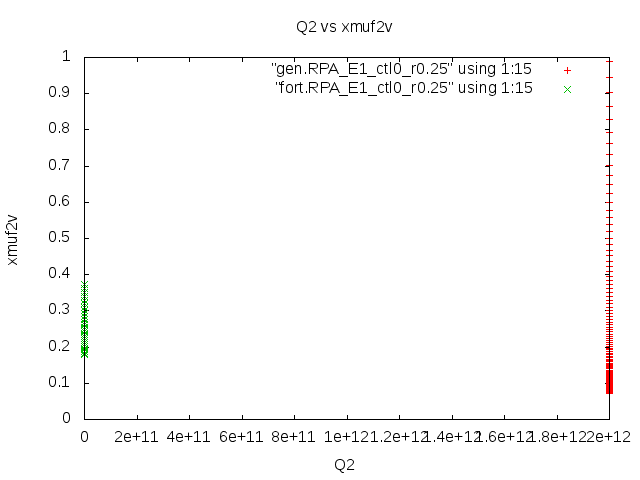 Q2 vs xmuf2v
"gen.RPA_E1_ctl0_r0.25" using 1:15
"fort.RPA_E1_ctl0_r0.25" using 1:15
1
0.9
0.8
0.7
0.6
0.5
0.4
0.3
0.2
0.1
0
xmuf2v
0 2e+11 4e+11 6e+11 8e+11 1e+12 1.2e+12 1.4e+12 1.6e+12 1.8e+12 2e+12
Q2